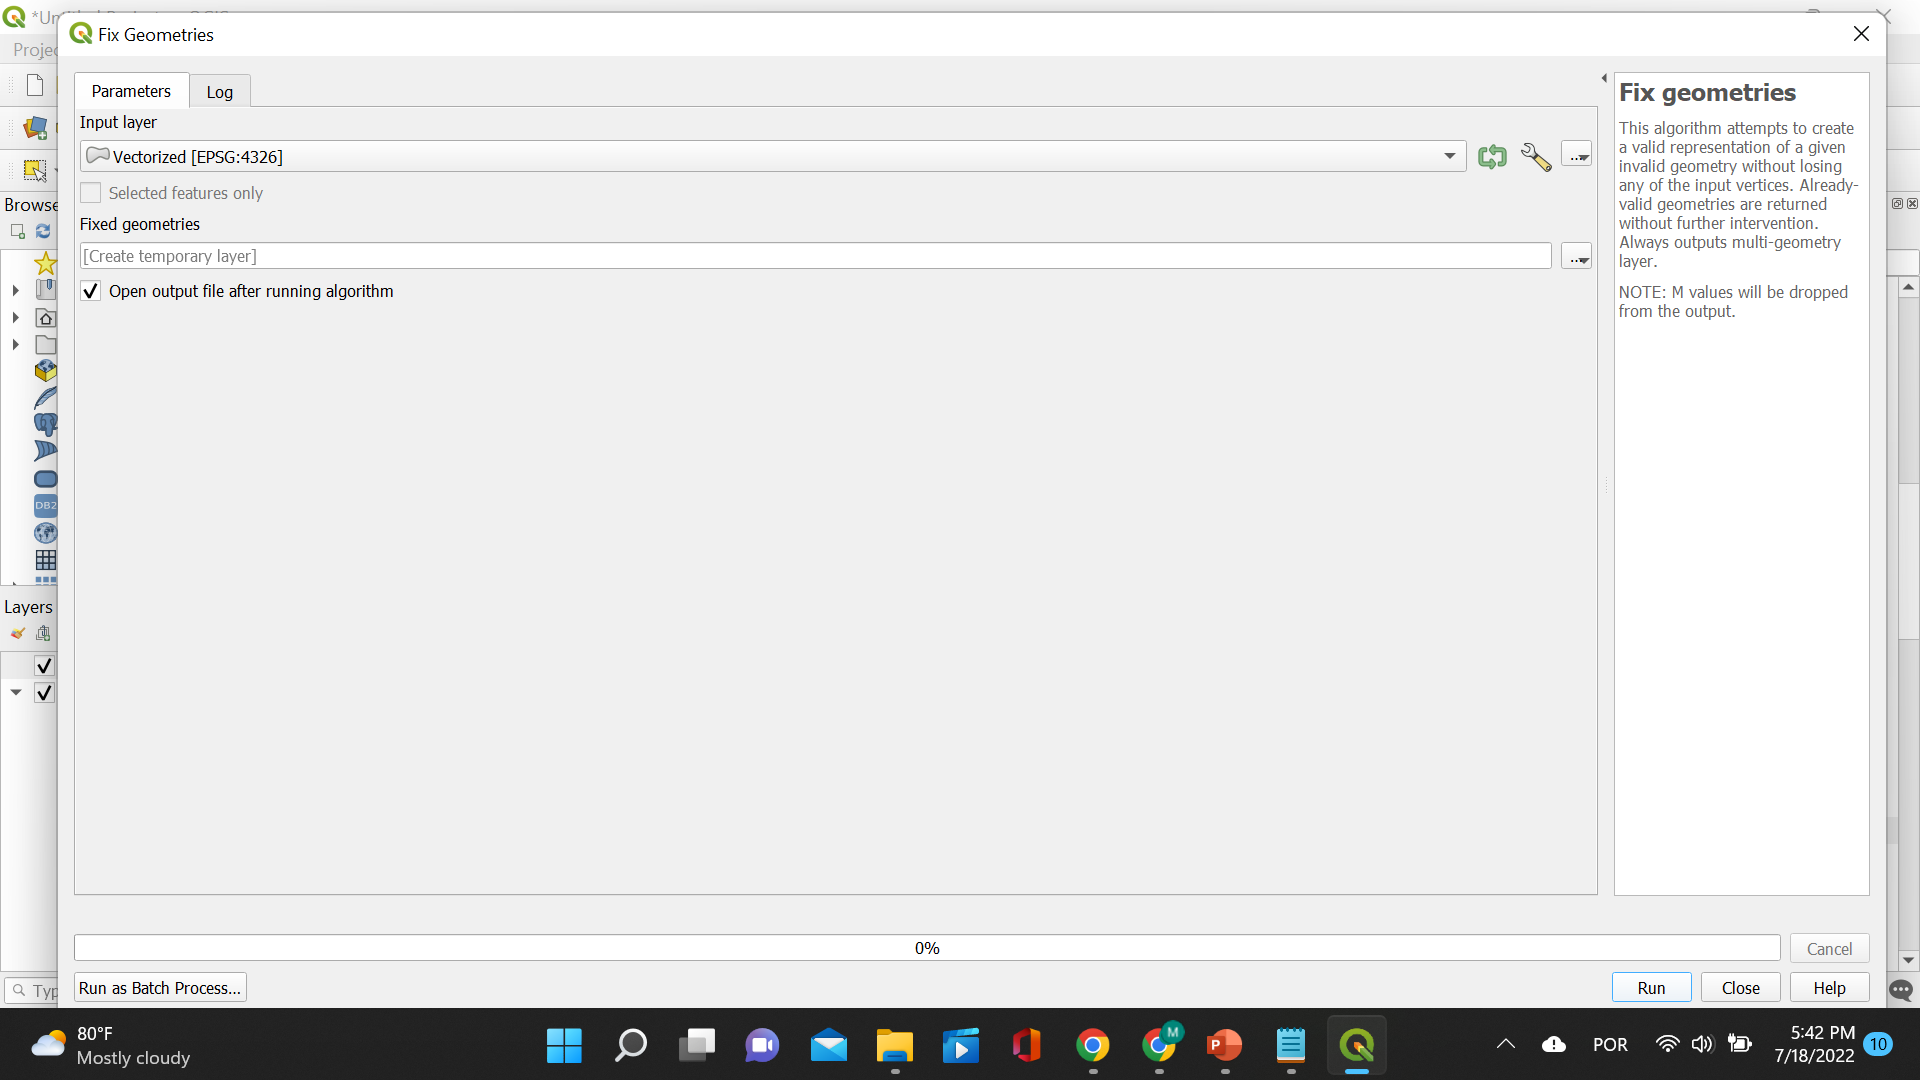 Fix Geometries
Parameters
Log
Input layer
Vectorized [EPSG:4326]
Selected features only
Fixed geometries
[Create temporary layer]
Open output file after running algorithm
Fix geometries
This algorithm attempts to create
a valid representation of a given
invalid geometry without losing
any of the input vertices. Already-
valid geometries are returned
without further intervention.
Always outputs multi-geometry
layer.
NOTE: M values will be dropped
from the output.
Browse
DB2
Layers
0%
Cancel
Run as Batch Process...
Run
Close
Help
80°F
Mostly cloudy
M
P
POR
5:42 PM
7/18/2022
10